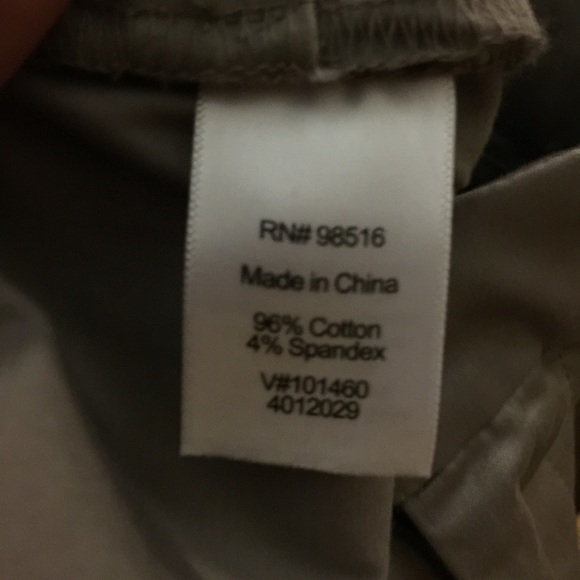 RN# 98516
Made in China
96% Cotton
4% Spandex
V#101460
4012029